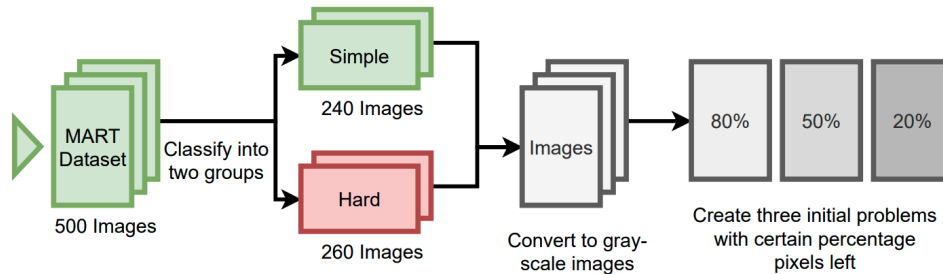 MART
Dataset
500 Images
Classify into
two groups
Simple
240 Images
Hard
260 Images
Images
Convert to gray-
scale images
80%
50%
20%
Create three initial problems
with certain percentage
pixels left